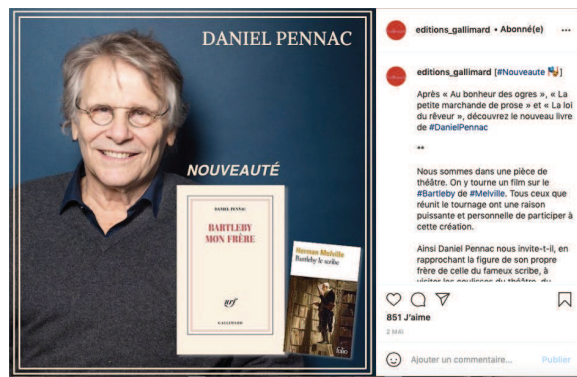 DANIEL PENNAC
NOUVEAUTÉ
DANIEL PENNAC
BARTLEBY
MON FRÈRE
nrf
GALLIMARD
Herman Melville
Bartleby le scribe
folio
editions_gallimard • Abonné(e)
editions_gallimard [#Nouveaute]
Après « Au bonheur des ogres », « La
petite marchande de prose » et « La loi
du rêveur », découvrez le nouveau livre
de #DanielPennac
**
Nous sommes dans une pièce de
théâtre. On y tourne un film sur le
#Bartleby de #Melville. Tous ceux que
réunit le tournage ont une raison
puissante et personnelle de participer à
cette création.
Ainsi Daniel Pennac nous invite-t-il, en
rapprochant la figure de son propre
frère de celle du fameux scribe, à
visiter les coulisses du théâtre, du
851 J'aime
2 MAI
Ajouter un commentaire...
Publier